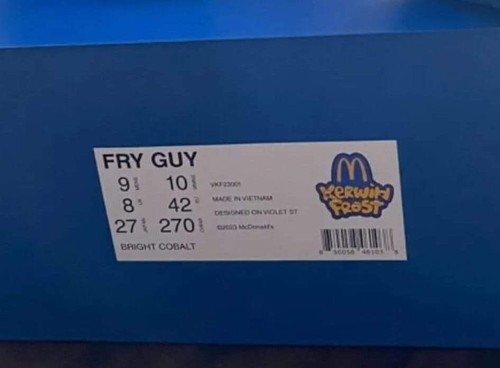 FRY GUY
9 10 VKF23001
8 42 MADE IN VIETNAM
DESIGNED ON VIOLET ST
27 270 ©2023 McDonald's
BRIGHT COBALT
KERWIN
FROST